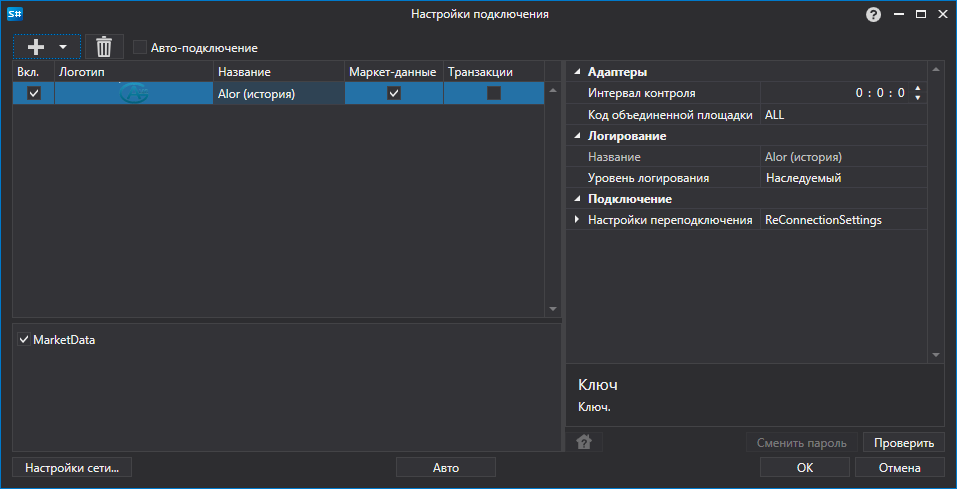 S#
Настройки подключения
?
Авто-подключение
Вкл. Логотип Название Маркет-данные Транзакции
Alor (история)
MarketData
Адаптеры
Интервал контроля 0 : 0 : 0
Код объединенной площадки ALL
Логирование
Название Alor (история)
Уровень логирования Наследуемый
Подключение
Настройки переподключения ReConnectionSettings
Ключ
Ключ.
Сменить пароль Проверить
Настройки сети... Авто OK Отмена